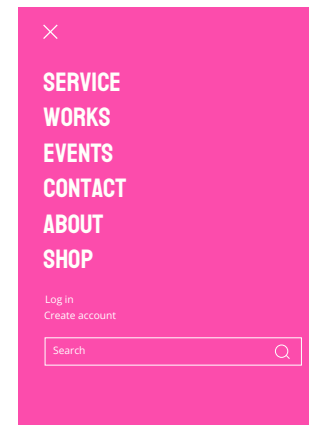 SERVICE
WORKS
EVENTS
CONTACT
ABOUT
SHOP
Log in
Create account
Search